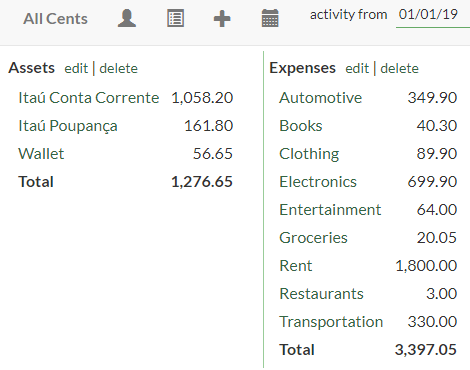 All Cents
activity from 01/01/19
Assets edit | delete
Itaú Conta Corrente 1,058.20
Itaú Poupança 161.80
Wallet 56.65
Total 1,276.65
Expenses edit | delete
Automotive 349.90
Books 40.30
Clothing 89.90
Electronics 699.90
Entertainment 64.00
Groceries 20.05
Rent 1,800.00
Restaurants 3.00
Transportation 330.00
Total 3,397.05